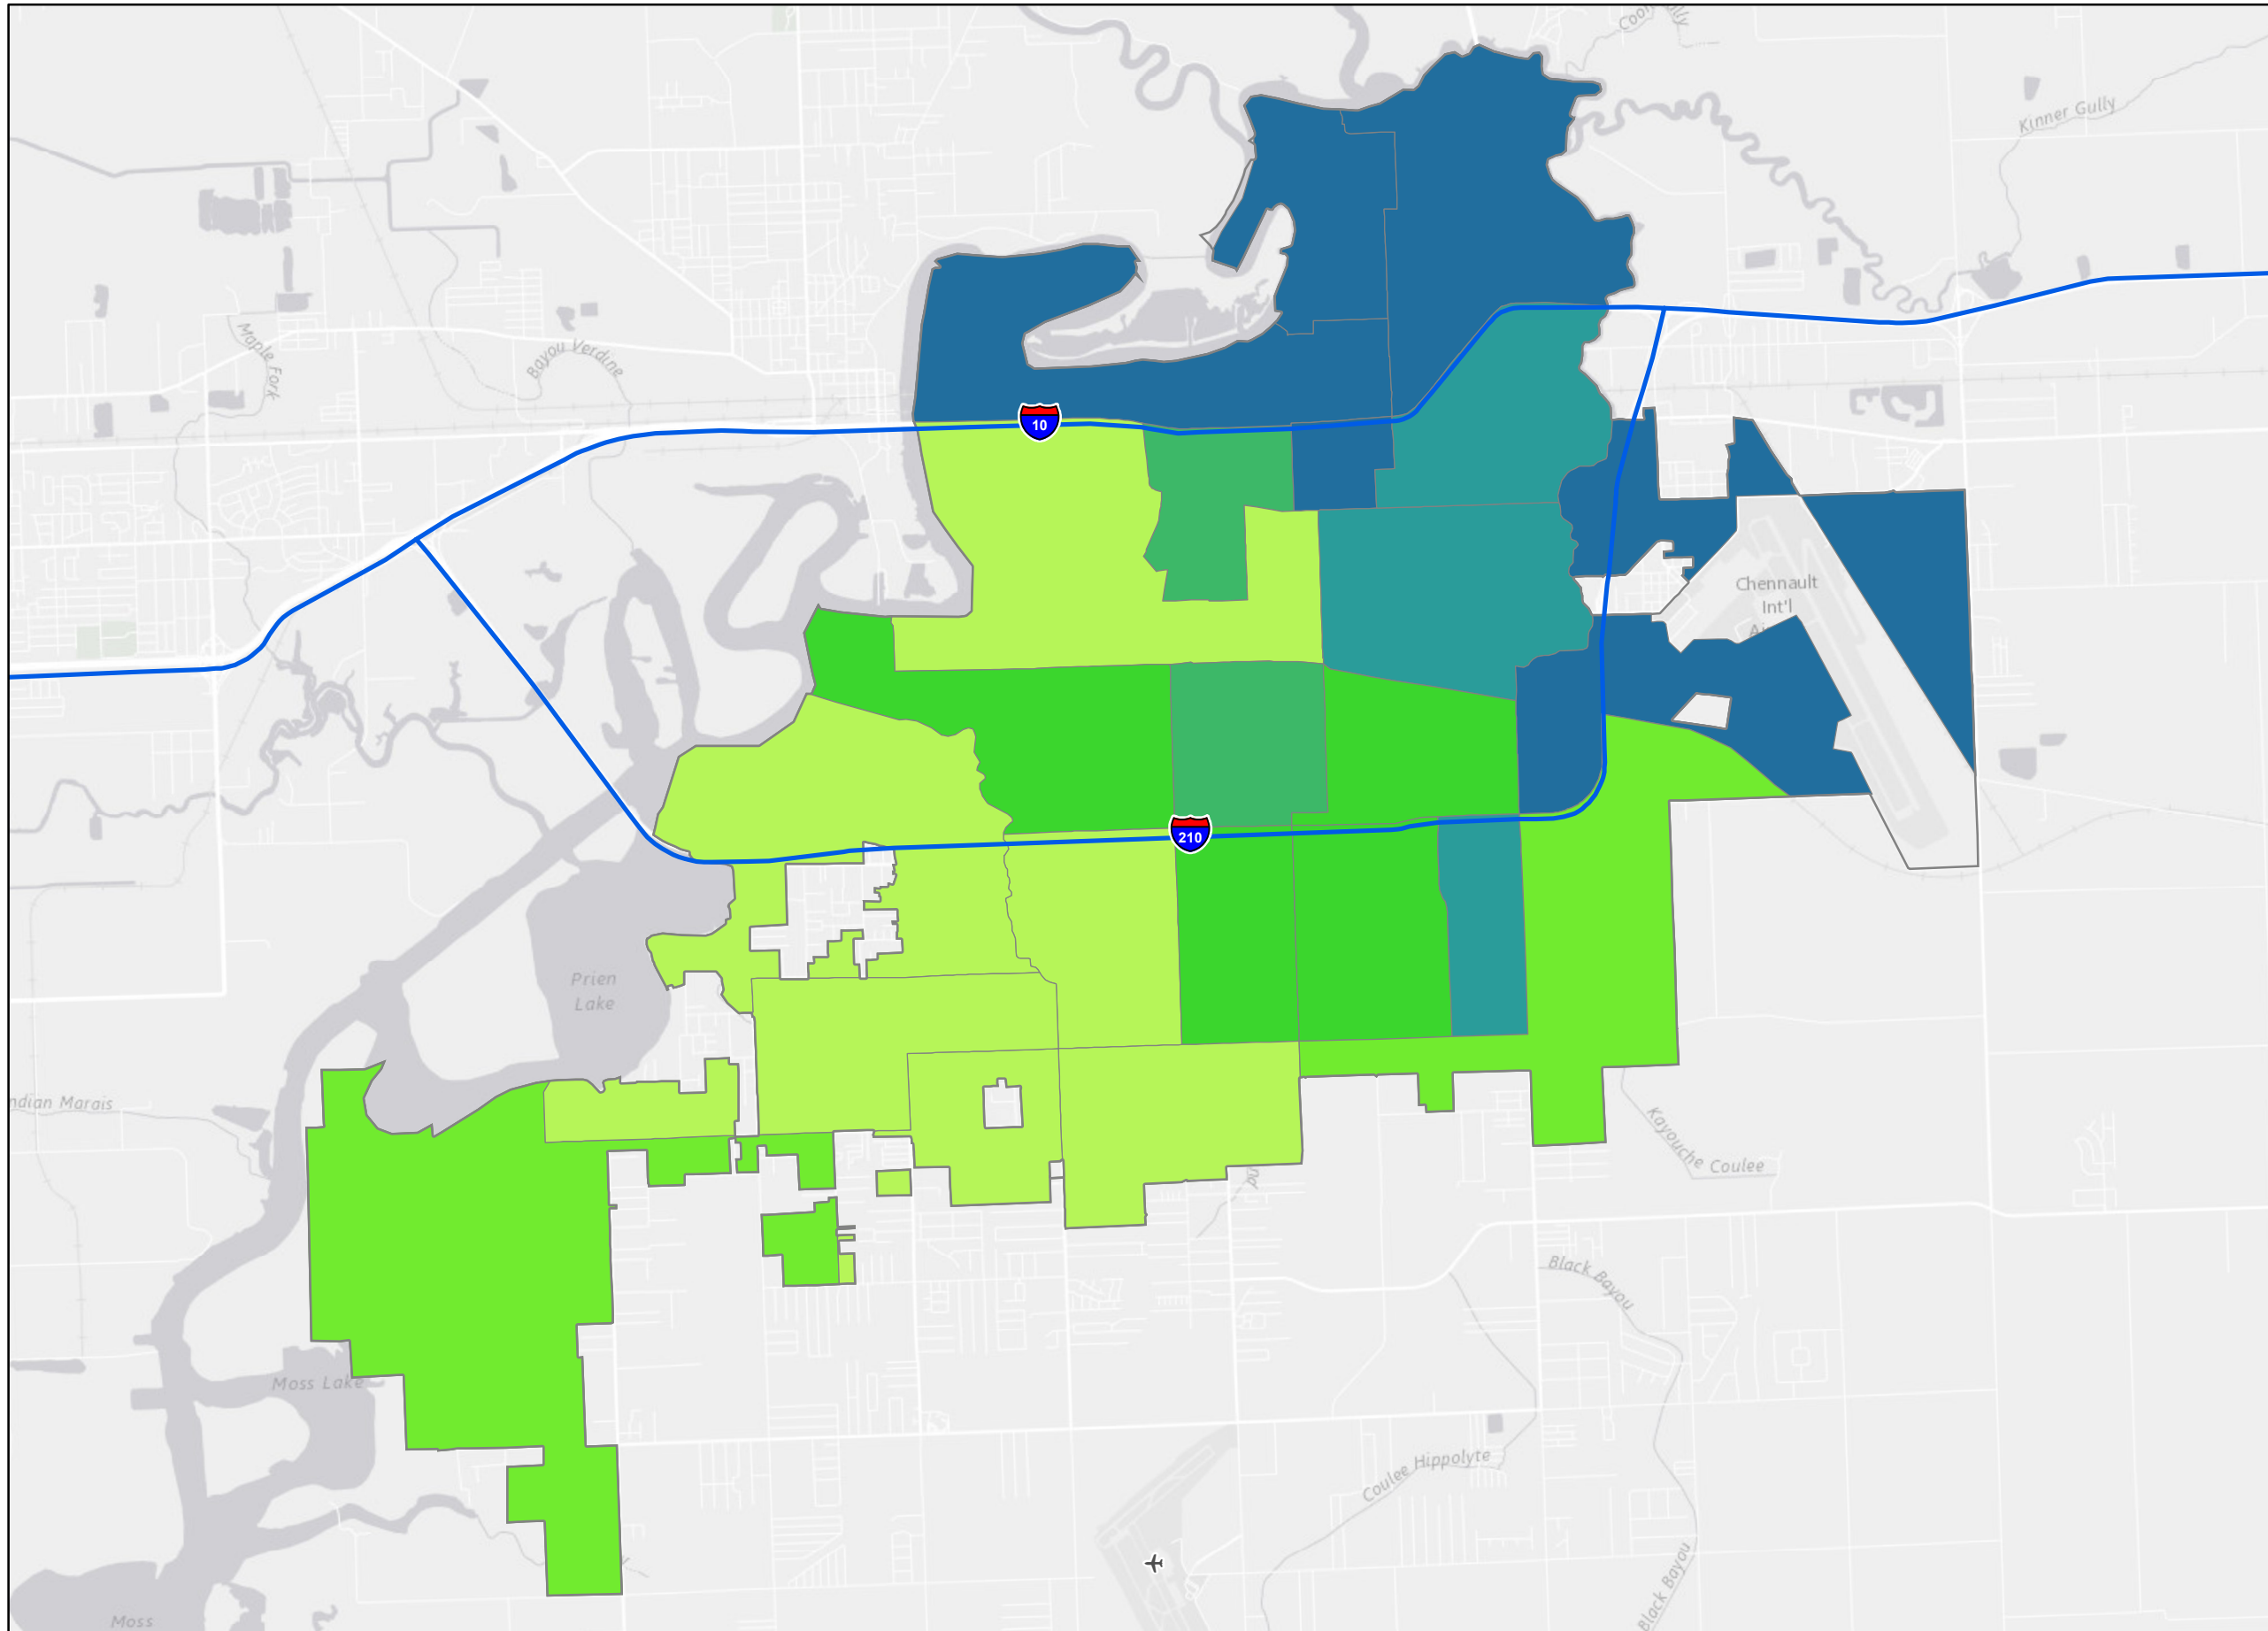 Kinner Gully
Maple Fork
Bayou Verdine
10
Chennault
Int'l
210
Prien
Lake
ndian Marais
Kayouche Coulee
Black Bayou
Moss Lake
Coulee Hippolyte
Black Bayou
Moss